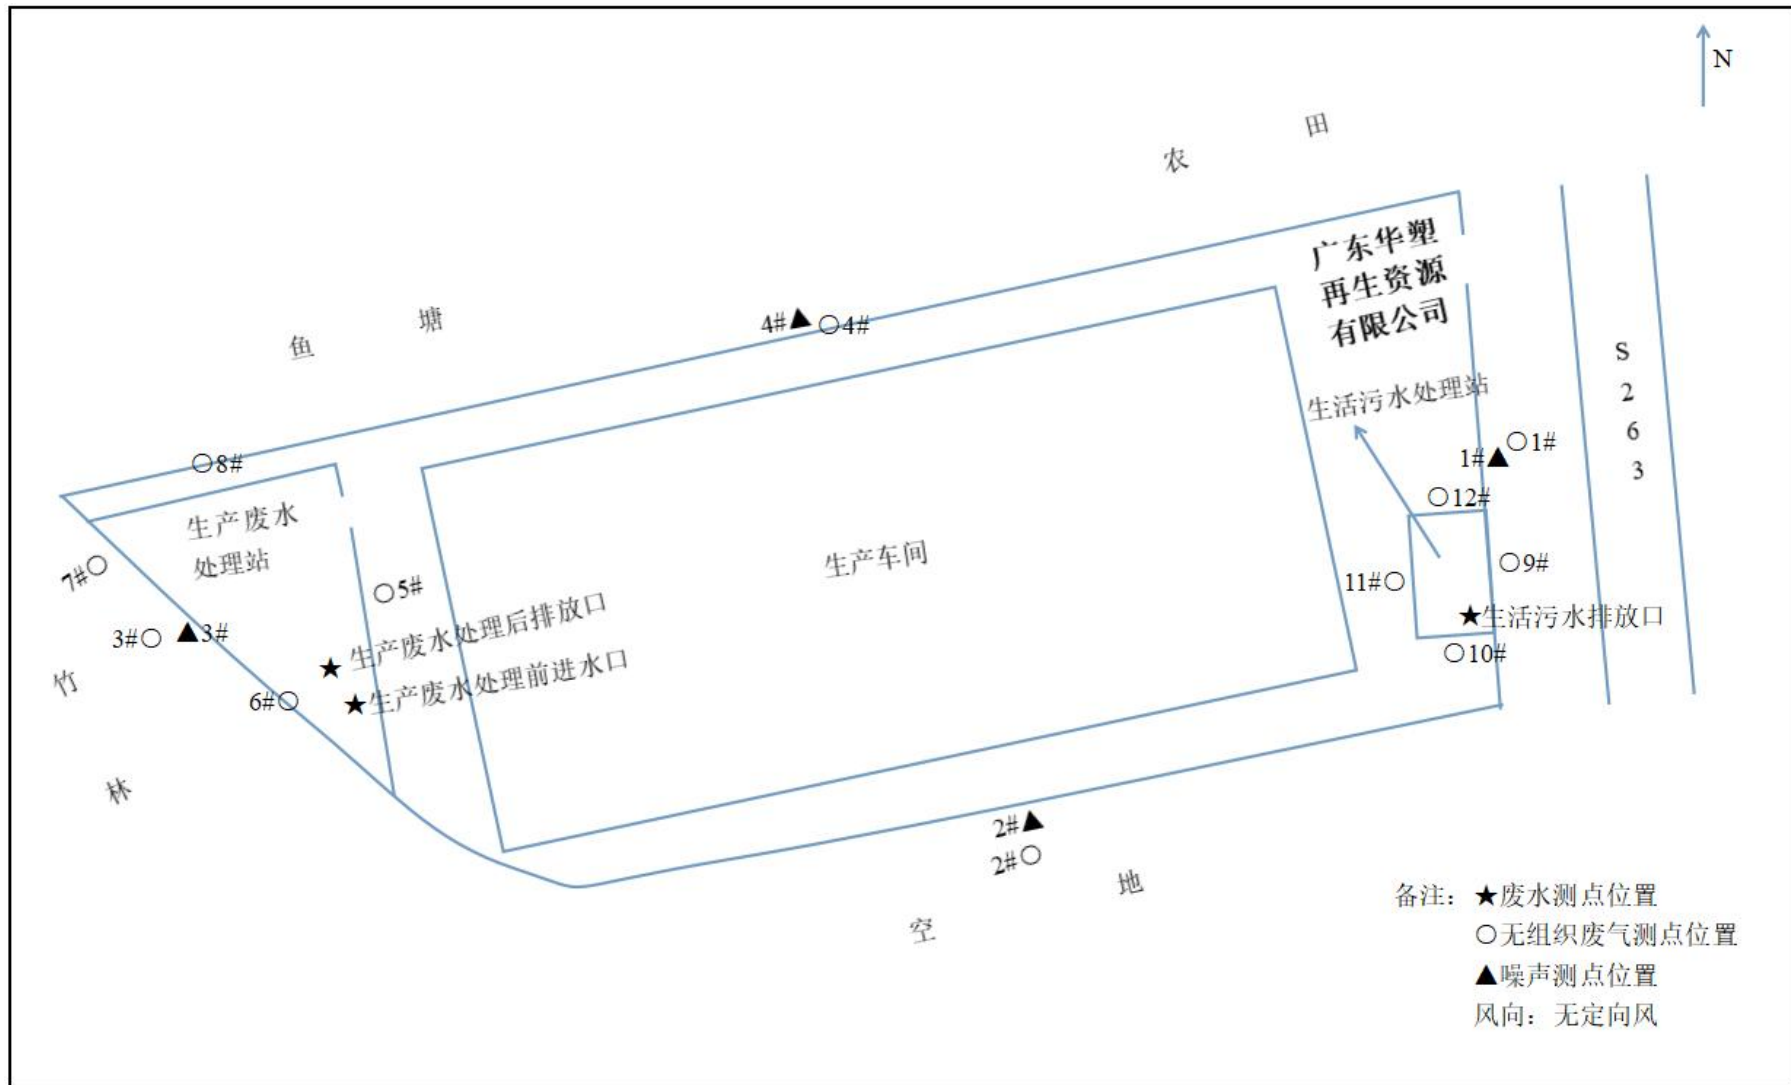 N
农 田
鱼 塘
广东华塑
再生资源
有限公司
4#▲ ○4#
S263
生活污水处理站
○1#
1#▲
○8#
○12#
生产废水
处理站
生产车间
7#○
○5#
11#○
○9#
3#○ ▲3#
★生活污水排放口
★生产废水处理后排放口
○10#
6#○
★生产废水处理前进水口
竹 林
2#▲
2#○
空 地
备注：★废水测点位置
○无组织废气测点位置
▲噪声测点位置
风向：无定向风